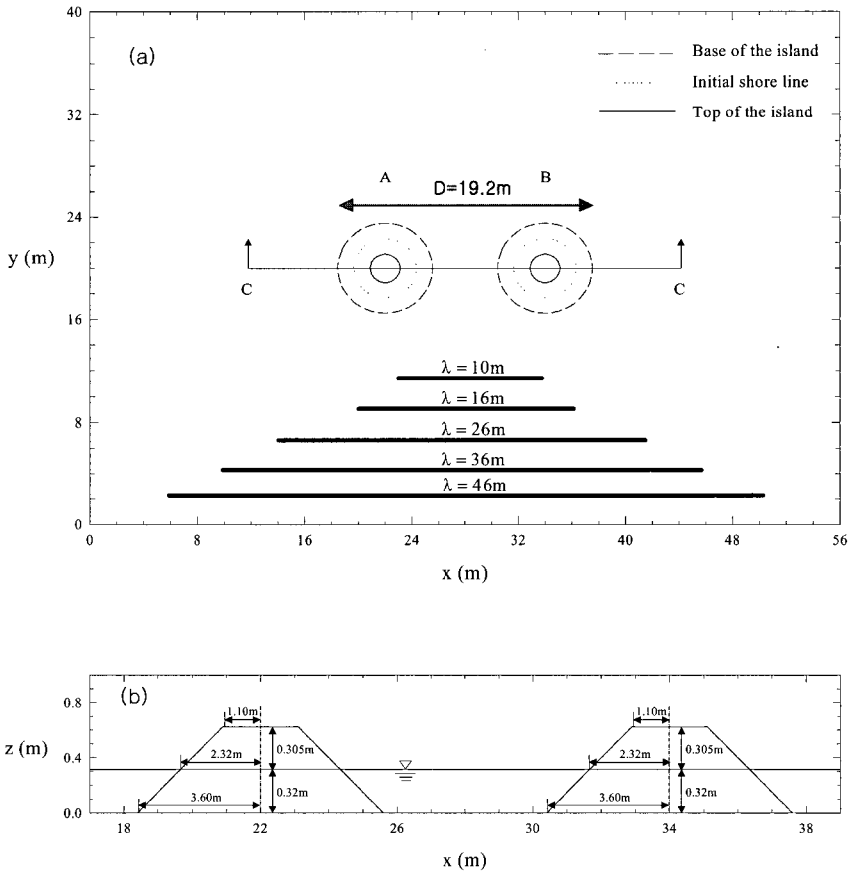 40
(a)
Base of the island
Initial shore line
Top of the island
32
A
B
D=19.2m
24
y (m)
C
C
16
λ = 10m
λ = 16m
8
λ = 26m
λ = 36m
λ = 46m
0
0 8 16 24 32 40 48 56
x (m)
(b)
0.8
1.10m
1.10m
z (m)
0.4
2.32m
0.305m
2.32m
0.305m
3.60m
0.32m
3.60m
0.32m
0.0
18 22 26 30 34 38
x (m)